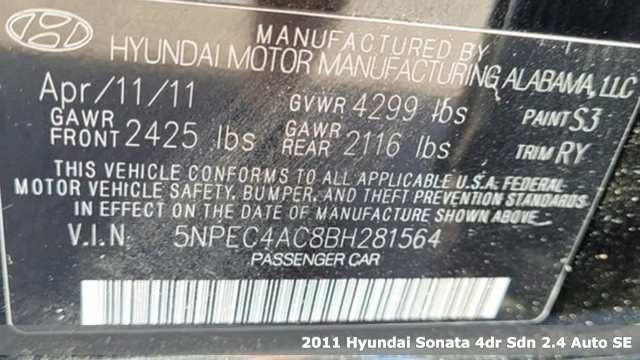 MANUFACTURED BY
HYUNDAI MOTOR MANUFACTURING ALABAMA, LLC
Apr/11/11 GVWR 4299 lbs PAINT S3
GAWR FRONT 2425 lbs GAWR REAR 2116 lbs TRIM RY
THIS VEHICLE CONFORMS TO ALL APPLICABLE U.S.A. FEDERAL
MOTOR VEHICLE SAFETY, BUMPER, AND THEFT PREVENTION STANDARDS
IN EFFECT ON THE DATE OF MANUFACTURE SHOWN ABOVE.
V.I.N. 5NPEC4AC8BH281564
PASSENGER CAR
2011 Hyundai Sonata 4dr Sdn 2.4 Auto SE